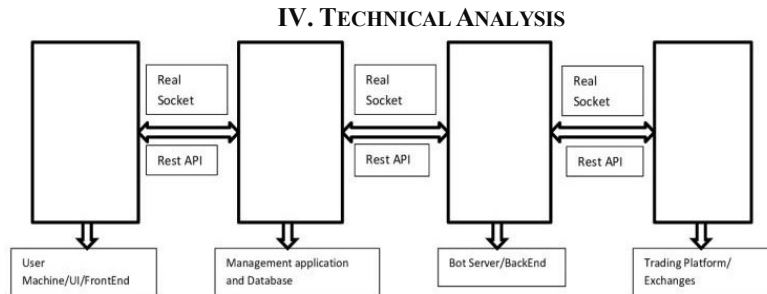 IV. TECHNICAL ANALYSIS
Real
Socket
Rest API
Real
Socket
Rest API
Real
Socket
Rest API
User
Machine/UI/FrontEnd
Management application
and Database
Bot Server/BackEnd
Trading Platform/
Exchanges